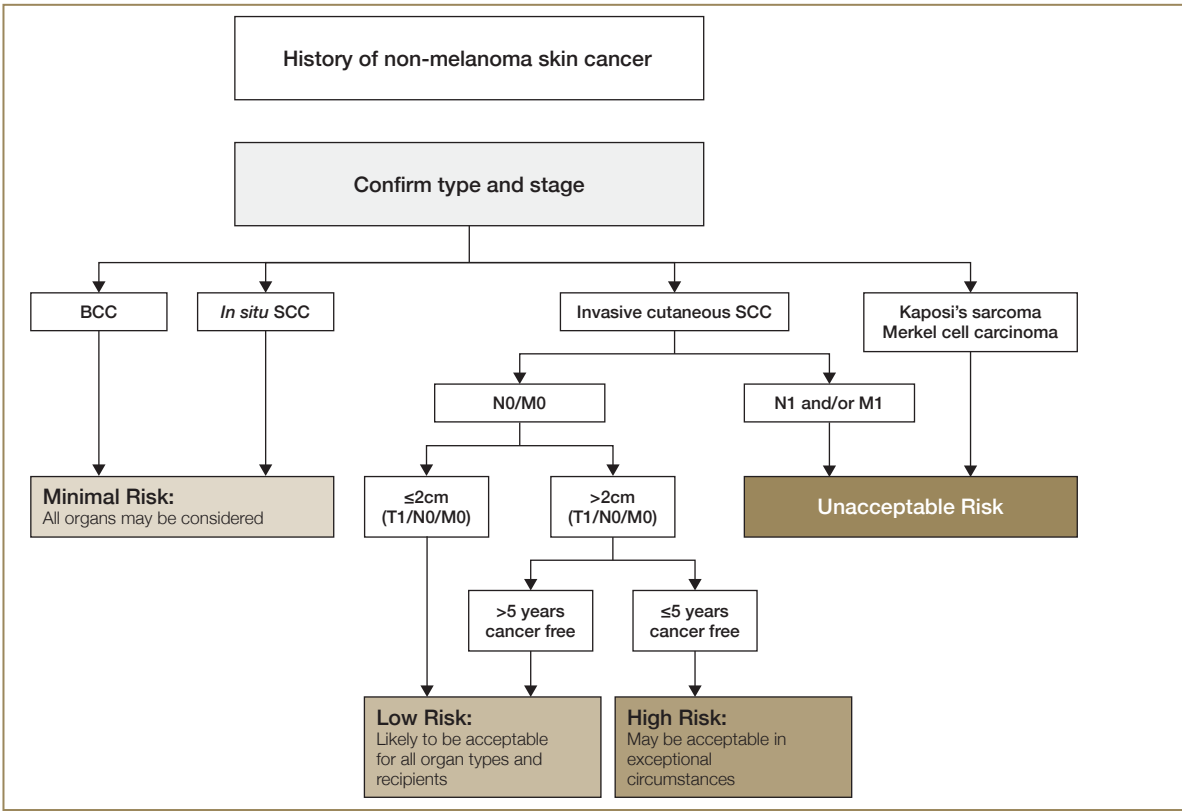 History of non-melanoma skin cancer
Confirm type and stage
BCC
In situ SCC
Invasive cutaneous SCC
Kaposi's sarcoma
Merkel cell carcinoma
N0/M0
N1 and/or M1
Minimal Risk:
All organs may be considered
≤2cm
(T1/N0/M0)
>2cm
(T1/N0/M0)
Unacceptable Risk
>5 years
cancer free
≤5 years
cancer free
Low Risk:
Likely to be acceptable
for all organ types and
recipients
High Risk:
May be acceptable in
exceptional
circumstances